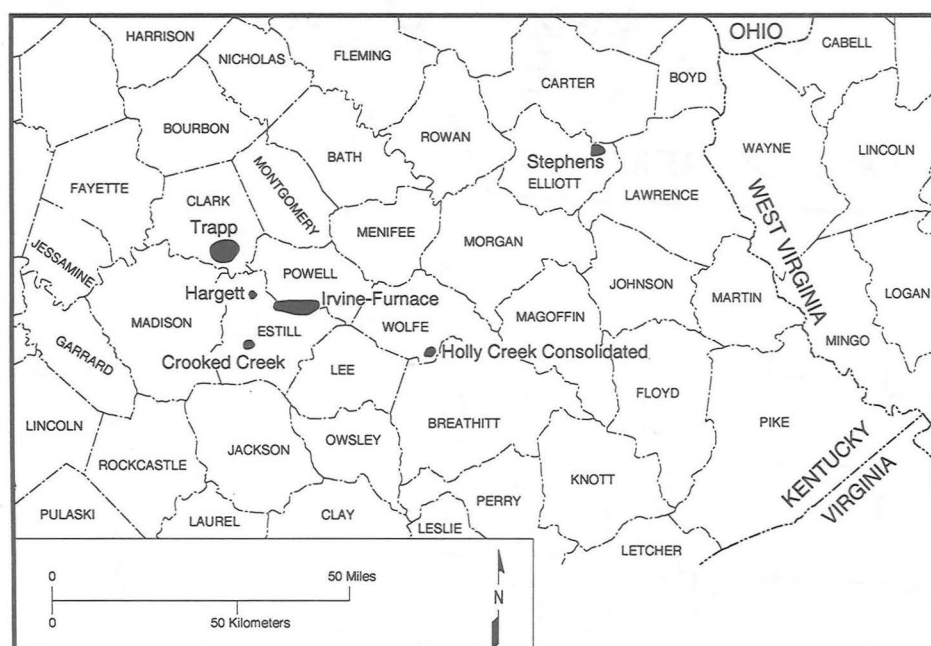 HARRISON
NICHOLAS
FLEMING
CARTER
BOYD
OHIO
CABELL
BOURBON
BATH
ROWAN
Stephens
ELLIOTT
WAYNE
LINCOLN
FAYETTE
CLARK
MONTGOMERY
LAWRENCE
WEST VIRGINIA
Trapp
MENIFEE
MORGAN
JESSAMINE
POWELL
JOHNSON
MARTIN
LOGAN
Hargett
Irvine-Furnace
MADISON
ESTILL
WOLFE
MAGOFFIN
MINGO
GARRARD
Crooked Creek
LEE
Holly Creek Consolidated
FLOYD
LINCOLN
BREATHITT
PIKE
ROCKCASTLE
JACKSON
OWSLEY
KNOTT
KENTUCKY
VIRGINIA
PULASKI
LAUREL
CLAY
LESLIE
PERRY
LETCHER
0
50 Miles
N
0
50 Kilometers